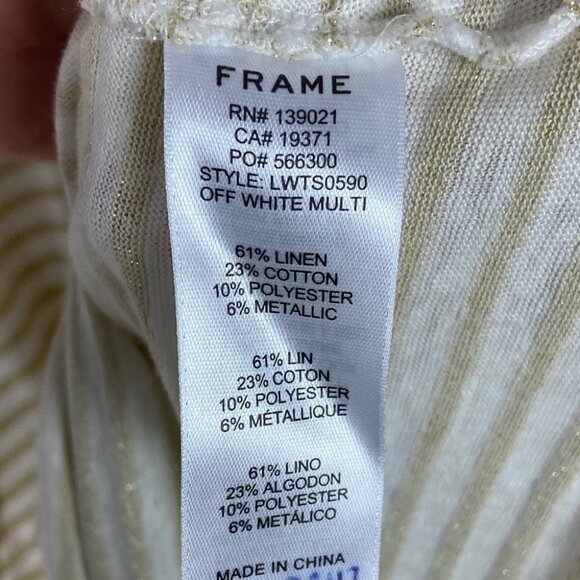 FRAME
RN# 139021
CA# 19371
PO# 566300
STYLE: LWTS0590
OFF WHITE MULTI
61% LINEN
23% COTTON
10% POLYESTER
6% METALLIC
61% LIN
23% COTON
10% POLYESTER
6% MÉTALLIQUE
61% LINO
23% ALGODON
10% POLYESTER
6% METÁLICO
MADE IN CHINA